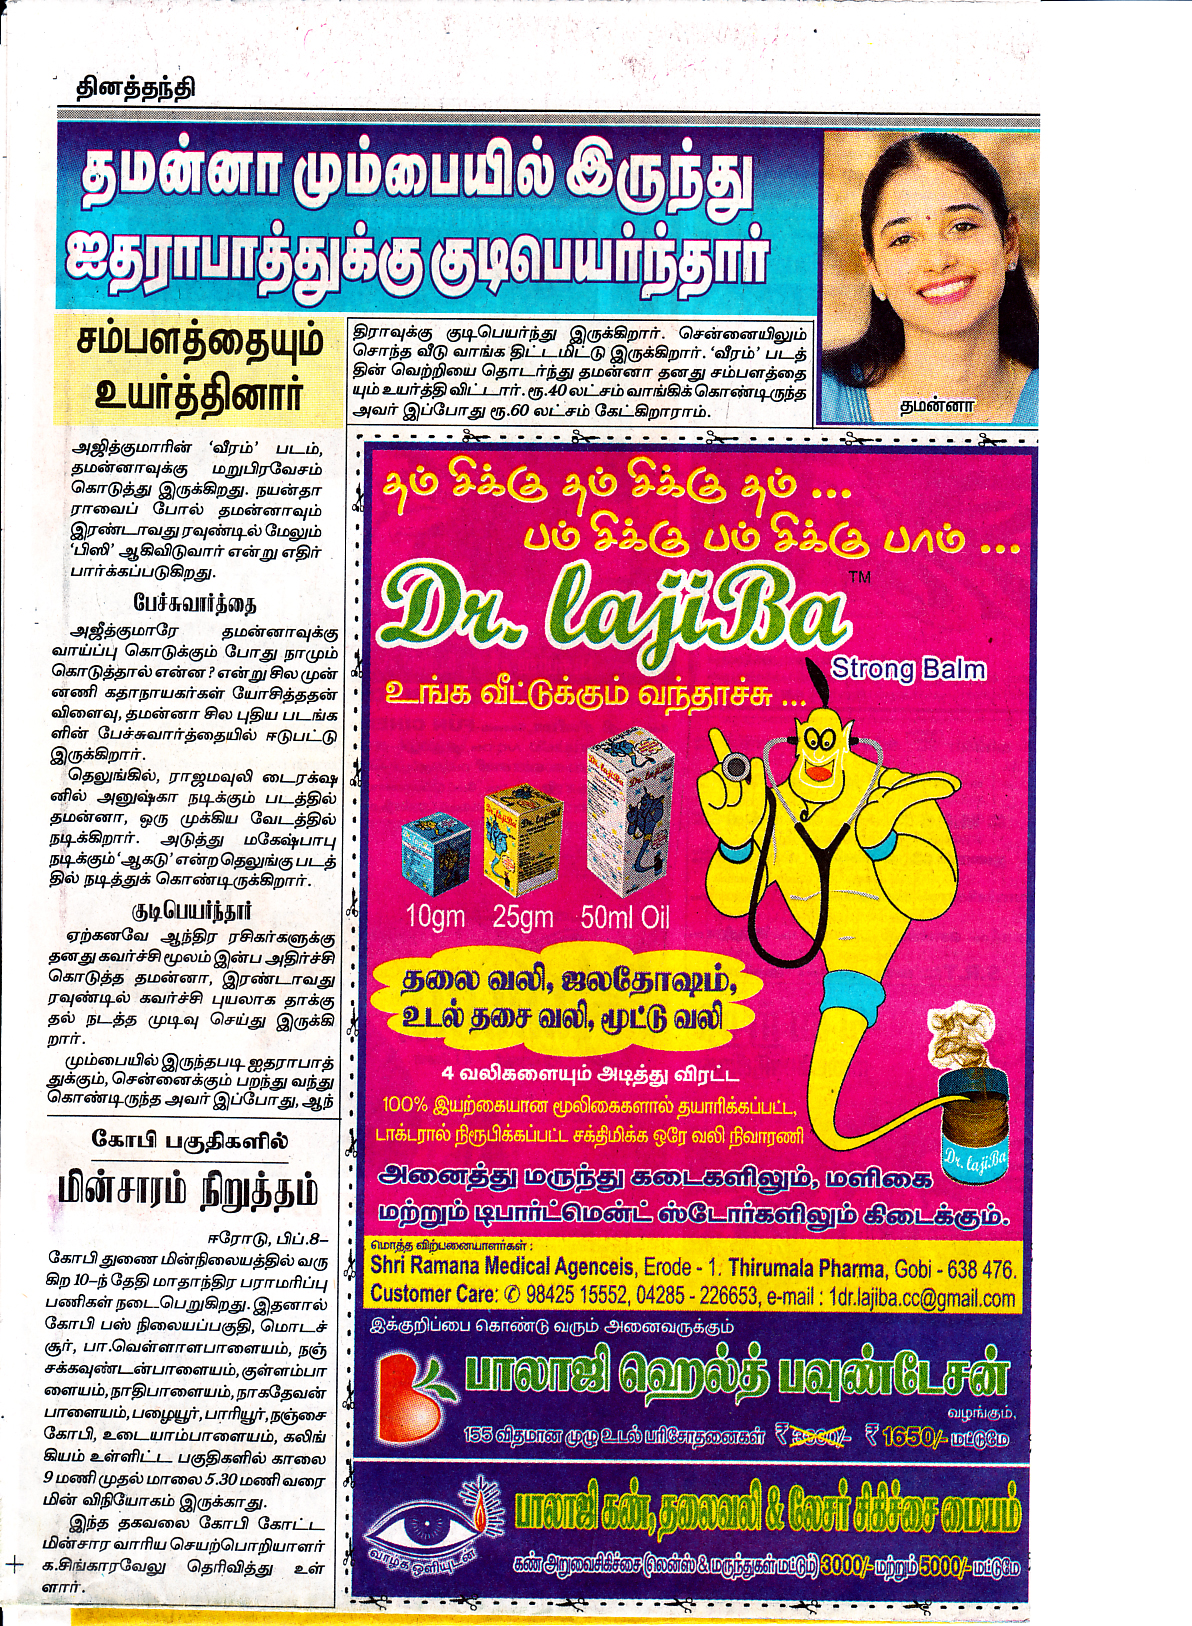 தினத்தந்தி
தமன்னா மும்பையில் இருந்து
ஐதராபாத்துக்கு குடிபெயர்ந்தார்
தமன்னா
சம்பளத்தையும்
உயர்த்தினார்
அஜித்குமாரின் ‘வீரம்’ படம்,
தமன்னாவுக்கு மறுபிரவேசம்
கொடுத்து இருக்கிறது. நயன்தா
ராவைப் போல் தமன்னாவும்
இரண்டாவது ரவுண்டில் மேலும்
‘பிஸி’ ஆகிவிடுவார் என்று எதிர்
பார்க்கப்படுகிறது.
பேச்சுவார்த்தை
அஜீத்குமாரே தமன்னாவுக்கு
வாய்ப்பு கொடுக்கும் போது நாமும்
கொடுத்தால் என்ன? என்று சில முன்
னணி கதாநாயகர்கள் யோசித்ததன்
விளைவு, தமன்னா சில புதிய படங்க
ளின் பேச்சுவார்த்தையில் ஈடுபட்டு
இருக்கிறார்.
தெலுங்கில், ராஜமவுலி டைரக்‌ஷ
னில் அனுஷ்கா நடிக்கும் படத்தில்
தமன்னா, ஒரு முக்கிய வேடத்தில்
நடிக்கிறார். அடுத்து மகேஷ்பாபு
நடிக்கும் ‘ஆகடு’ என்ற தெலுங்கு படத்
தில் நடித்துக் கொண்டிருக்கிறார்.
குடிபெயர்ந்தார்
ஏற்கனவே ஆந்திர ரசிகர்களுக்கு
தனது கவர்ச்சி மூலம் இன்ப அதிர்ச்சி
கொடுத்த தமன்னா, இரண்டாவது
ரவுண்டில் கவர்ச்சி புயலாக தாக்கு
தல் நடத்த முடிவு செய்து இருக்கி
றார்.
மும்பையில் இருந்தபடி ஐதராபாத்
துக்கும், சென்னைக்கும் பறந்து வந்து
கொண்டிருந்த அவர் இப்போது, ஆந்
திராவுக்கு குடிபெயர்ந்து இருக்கிறார். சென்னையிலும்
சொந்த வீடு வாங்க திட்டமிட்டு இருக்கிறார். ‘வீரம்’ படத்
தின் வெற்றியை தொடர்ந்து தமன்னா தனது சம்பளத்தை
யும் உயர்த்தி விட்டார். ரூ.40 லட்சம் வாங்கிக் கொண்டிருந்த
அவர் இப்போது ரூ.60 லட்சம் கேட்கிறாராம்.
கோபி பகுதிகளில்
மின்சாரம் நிறுத்தம்
ஈரோடு, பிப்.8–
கோபி துணை மின்நிலையத்தில் வரு
கிற 10–ந் தேதி மாதாந்திர பராமரிப்பு
பணிகள் நடைபெறுகிறது. இதனால்
கோபி பஸ் நிலையப்பகுதி, மொடச்
சூர், பா.வெள்ளாளபாளையம், நஞ்
சக்கவுண்டன்பாளையம், குள்ளம்பா
ளையம், நாதிபாளையம், நாகதேவன்
பாளையம், பழையூர், பாரியூர், நஞ்சை
கோபி, உடையாம்பாளையம், கலிங்
கியம் உள்ளிட்ட பகுதிகளில் காலை
9 மணி முதல் மாலை 5.30 மணி வரை
மின் வினியோகம் இருக்காது.
இந்த தகவலை கோபி கோட்ட
மின்சார வாரிய செயற்பொறியாளர்
க.சிங்காரவேலு தெரிவித்து உள்
ளார்.
தம் சிக்கு தம் சிக்கு தம் ...
பம் சிக்கு பம் சிக்கு பாம் ...
Dr. lajiBa TM
Strong Balm
உங்க வீட்டுக்கும் வந்தாச்சு ...
10gm 25gm 50ml Oil
தலை வலி, ஜலதோஷம்,
உடல் தசை வலி, மூட்டு வலி
4 வலிகளையும் அடித்து விரட்ட
100% இயற்கையான மூலிகைகளால் தயாரிக்கப்பட்ட,
டாக்டரால் நிரூபிக்கப்பட்ட சக்திமிக்க ஒரே வலி நிவாரணி
Dr. lajiBa
அனைத்து மருந்து கடைகளிலும், மளிகை
மற்றும் டிபார்ட்மெண்ட் ஸ்டோர்களிலும் கிடைக்கும்.
மொத்த விற்பனையாளர்கள் :
Shri Ramana Medical Agenceis, Erode - 1. Thirumala Pharma, Gobi - 638 476.
Customer Care: ✆ 98425 15552, 04285 - 226653, e-mail : 1dr.lajiba.cc@gmail.com
இக்குறிப்பை கொண்டு வரும் அனைவருக்கும்
பாலாஜி ஹெல்த் பவுண்டேசன்
வழங்கும்,
155 விதமான முழு உடல் பரிசோதனைகள் ₹ ₹ 1650/- மட்டுமே
வாழ்க ஒளியுடன்
பாலாஜி கண், தலைவலி & லேசர் சிகிச்சை மையம்
கண் அறுவைசிகிச்சை (லென்ஸ் & மருந்துகள் மட்டும்) 3000/- மற்றும் 5000/- மட்டுமே